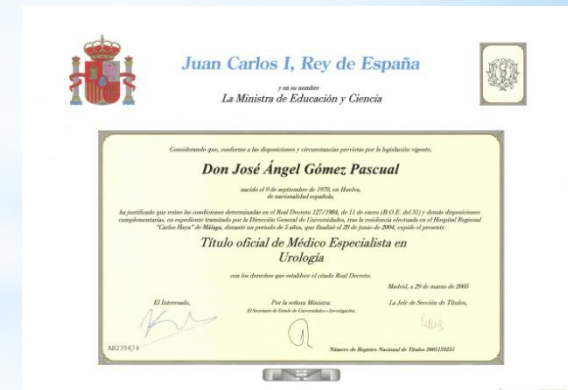 Juan Carlos I, Rey de España
y en su nombre
La Ministra de Educación y Ciencia
Considerando que, conforme a las disposiciones y circunstancias previstas por la legislación vigente,
Don José Ángel Gómez Pascual
nacido el 9 de septiembre de 1970, en Huelva,
de nacionalidad española,
ha justificado que reúne las condiciones determinadas en el Real Decreto 127/1984, de 11 de enero (B.O.E. del 31) y demás disposiciones
complementarias, en expediente tramitado por la Dirección General de Universidades, tras la residencia efectuada en el Hospital Regional
"Carlos Haya" de Málaga, durante un periodo de 5 años, que finalizó el 20 de junio de 2004, expide el presente
Título oficial de Médico Especialista en
Urología
con los derechos que establece el citado Real Decreto.
Madrid, a 29 de marzo de 2005
El Interesado,
Por la señora Ministra:
La Jefe de Sección de Títulos,
El Secretario de Estado de Universidades e Investigación,
Número de Registro Nacional de Títulos 2005159255